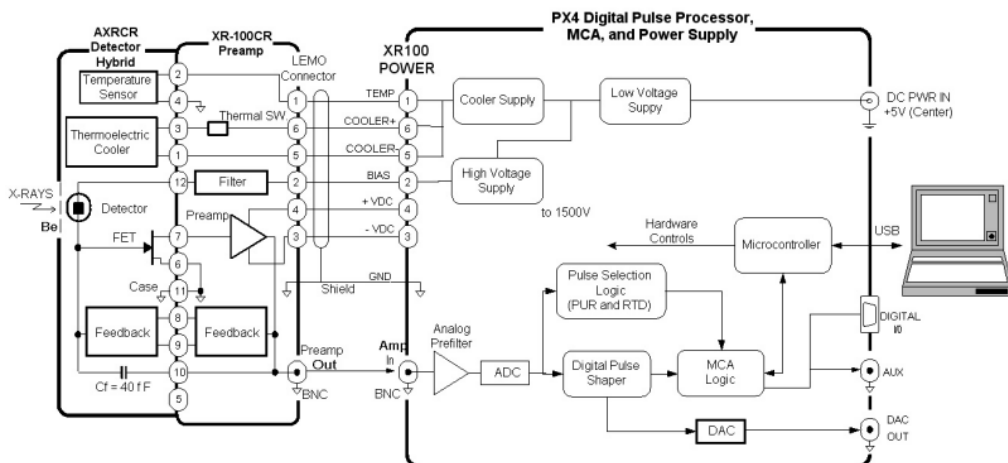 PX4 Digital Pulse Processor,
MCA, and Power Supply
AXRCR
Detector
Hybrid
XR-100CR
Preamp
LEMO
Connector
XR100
POWER
Temperature
Sensor
2
4
1
TEMP
1
Cooler Supply
Low Voltage
Suppy
DC PWR IN
+5V (Center)
Thermoelectric
Cooler
3
1
Thermal SW
6
5
COOLER+
COOLER-
6
5
12
Filter
2
BIAS
2
High Voltage
Supply
to 1500V
X-RAYS
Be
Detector
Preamp
4
3
+ VDC
- VDC
4
3
FET
7
6
Case
11
Shield
GND
Hardware
Controls
Microcontroller
USB
Pulse Selection
Logic
(PUR and RTD)
DIGITAL
I/O
Feedback
8
9
Feedback
Cf = 40 f F
10
5
Preamp
Out
BNC
Amp
In
BNC
Analog
Prefilter
ADC
Digital Pulse
Shaper
MCA
Logic
AUX
DAC
DAC
OUT